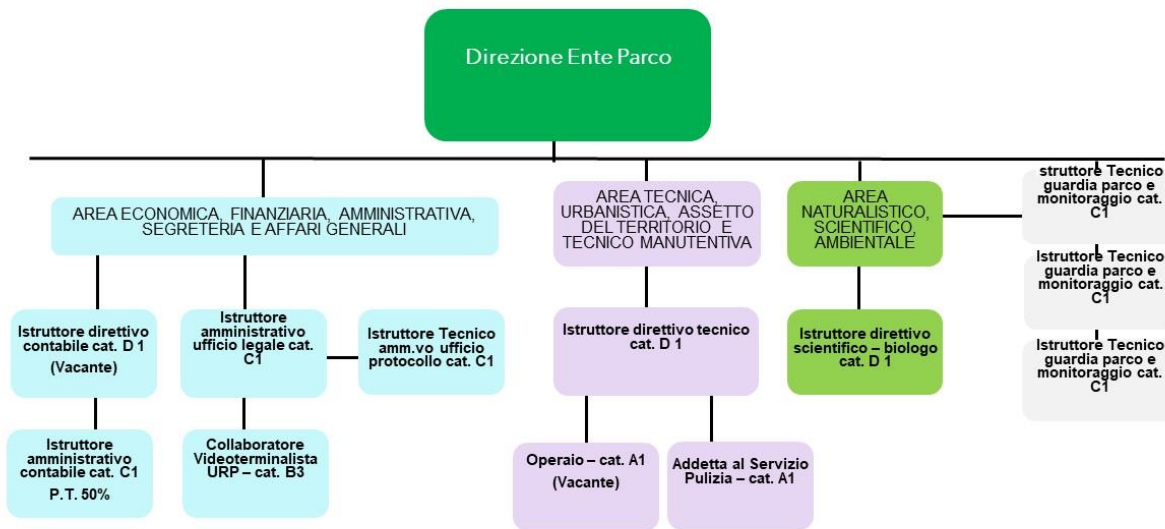 Direzione Ente Parco
AREA ECONOMICA, FINANZIARIA, AMMINISTRATIVA,
SEGRETERIA E AFFARI GENERALI
AREA TECNICA,
URBANISTICA, ASSETTO
DEL TERRITORIO E
TECNICO MANUTENTIVA
AREA
NATURALISTICO,
SCIENTIFICO,
AMBIENTALE
struttore Tecnico
guardia parco e
monitoraggio cat.
C1
Istruttore Tecnico
guardia parco e
monitoraggio cat.
C1
Istruttore Tecnico
guardia parco e
monitoraggio cat.
C1
Istruttore direttivo
contabile cat. D 1
(Vacante)
Istruttore
amministrativo
ufficio legale cat.
C1
Istruttore Tecnico
amm.vo ufficio
protocollo cat. C1
Istruttore direttivo tecnico
cat. D 1
Istruttore direttivo
scientifico – biologo
cat. D 1
Istruttore
amministrativo
contabile cat. C1
P.T. 50%
Collaboratore
Videoterminalista
URP – cat. B3
Operaio – cat. A1
(Vacante)
Addetta al Servizio
Pulizia – cat. A1